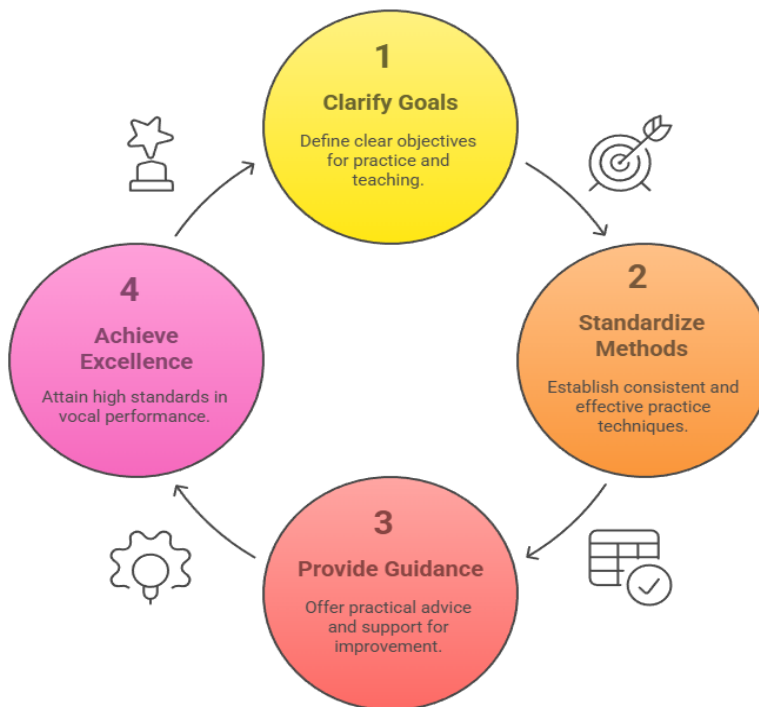 1
Clarify Goals
Define clear objectives
for practice and
teaching.
2
Standardize
Methods
Establish consistent and
effective practice
techniques.
3
Provide Guidance
Offer practical advice
and support for
improvement.
4
Achieve
Excellence
Attain high standards in
vocal performance.